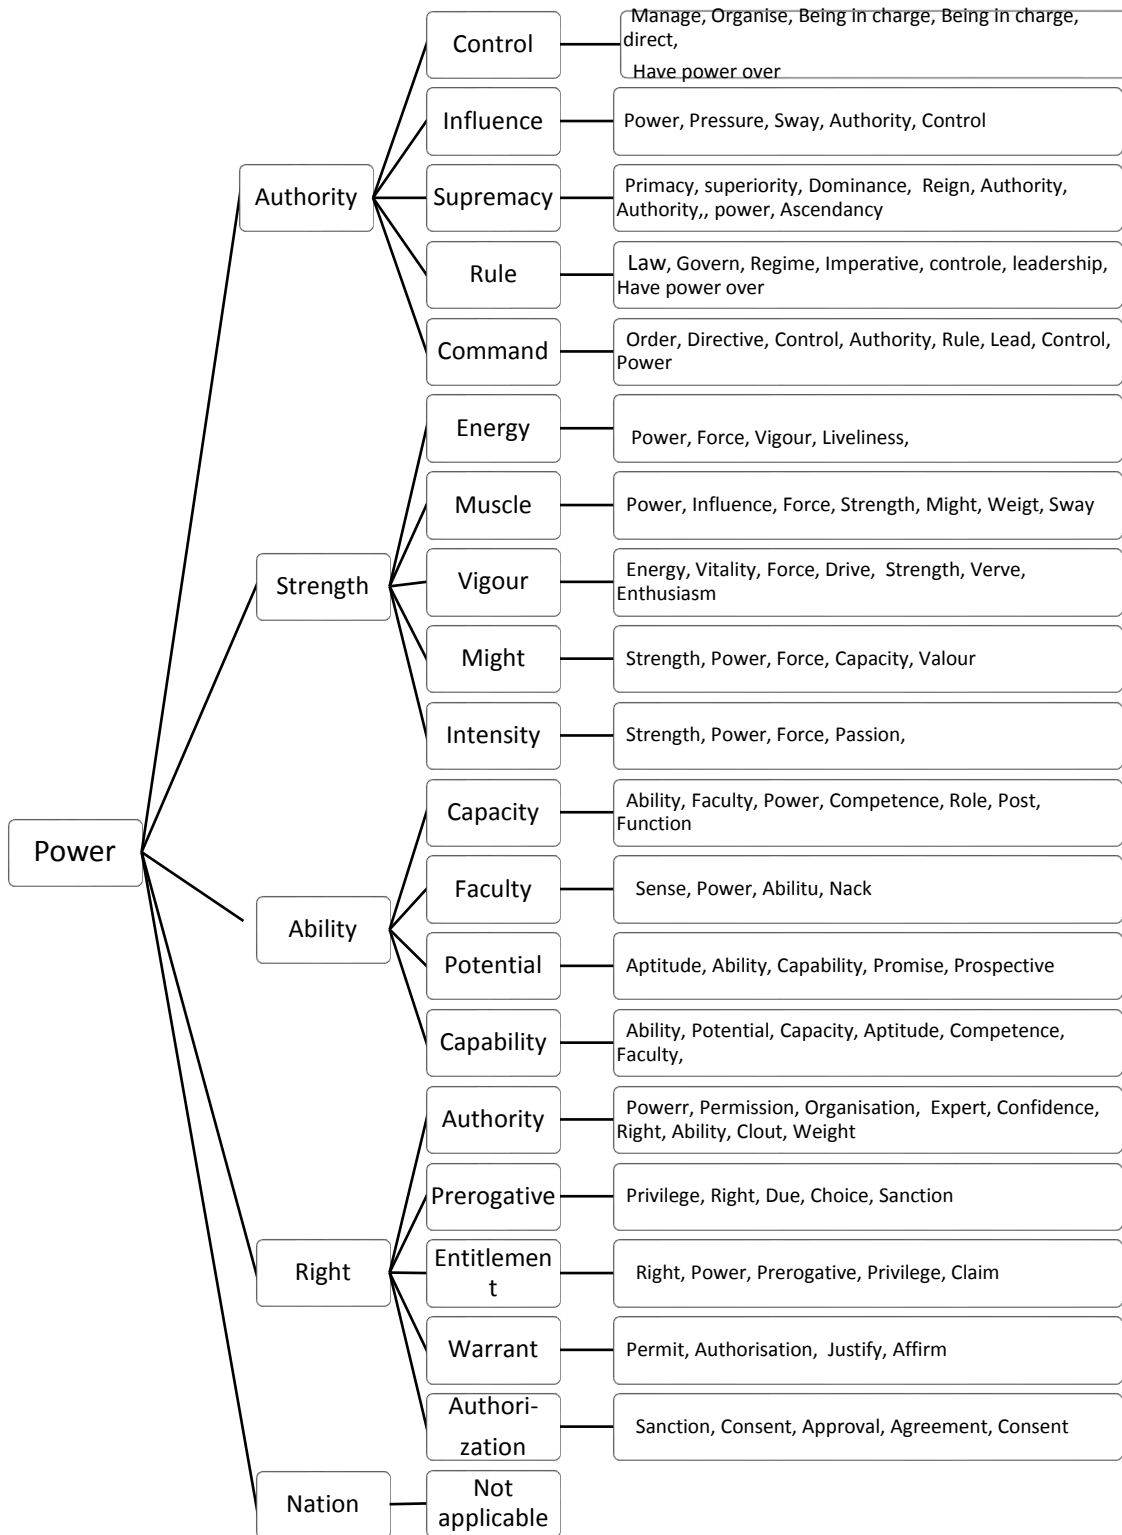 Control
Manage, Organise, Being in charge, Being in charge,
direct,
Have power over
Influence
Power, Pressure, Sway, Authority, Control
Authority
Supremacy
Primacy, superiority, Dominance, Reign, Authority,
Authority,, power, Ascendancy
Rule
Law, Govern, Regime, Imperative, controle, leadership,
Have power over
Command
Order, Directive, Control, Authority, Rule, Lead, Control,
Power
Energy
Power, Force, Vigour, Liveliness,
Muscle
Power, Influence, Force, Strength, Might, Weigt, Sway
Strength
Vigour
Energy, Vitality, Force, Drive, Strength, Verve,
Enthusiasm
Might
Strength, Power, Force, Capacity, Valour
Intensity
Strength, Power, Force, Passion,
Power
Capacity
Ability, Faculty, Power, Competence, Role, Post,
Function
Faculty
Sense, Power, Abilitu, Nack
Ability
Potential
Aptitude, Ability, Capability, Promise, Prospective
Capability
Ability, Potential, Capacity, Aptitude, Competence,
Faculty,
Authority
Powerr, Permission, Organisation, Expert, Confidence,
Right, Ability, Clout, Weight
Prerogative
Privilege, Right, Due, Choice, Sanction
Right
Entitlemen
t
Right, Power, Prerogative, Privilege, Claim
Warrant
Permit, Authorisation, Justify, Affirm
Authori-
zation
Sanction, Consent, Approval, Agreement, Consent
Nation
Not
applicable